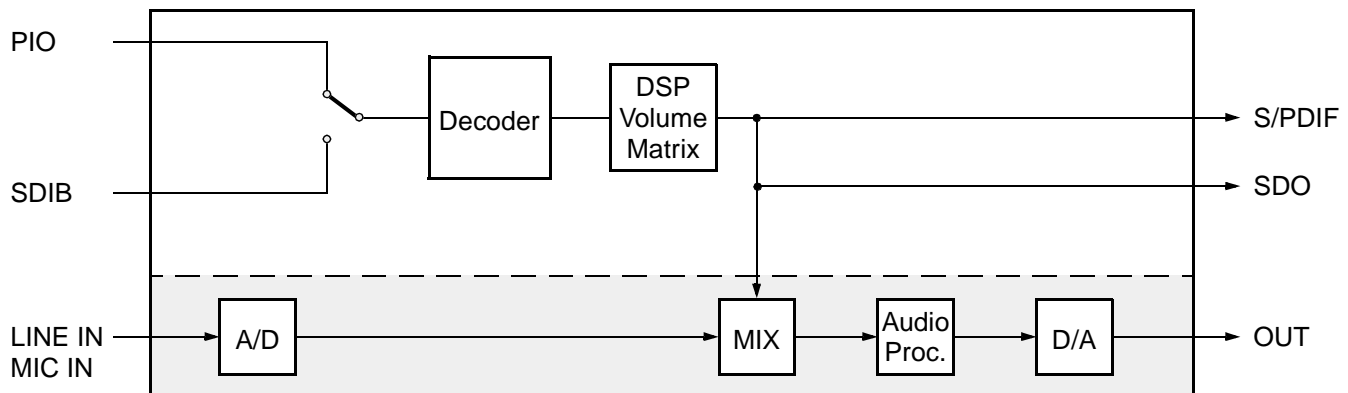 PIO
SDIB
Decoder
DSP
Volume
Matrix
S/PDIF
SDO
LINE IN
MIC IN
A/D
MIX
Audio
Proc.
D/A
OUT